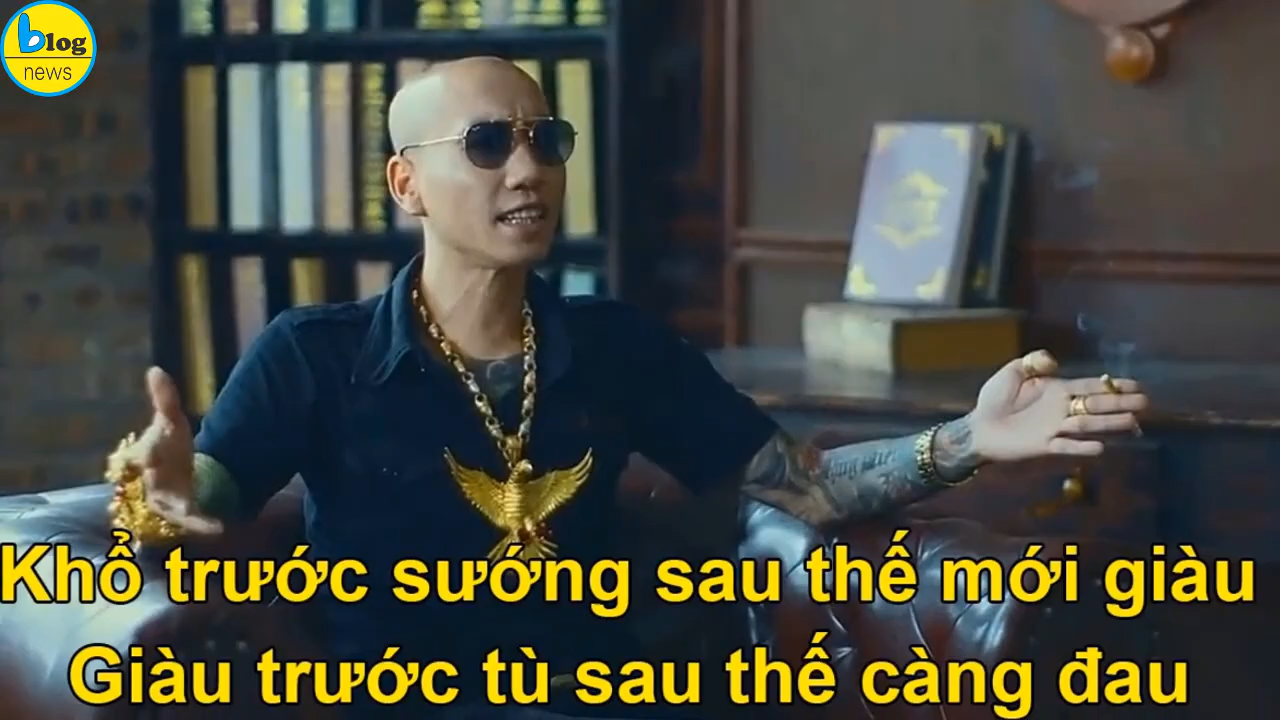 blog
news
Khổ trước sướng sau thế mới giàu
Giàu trước tù sau thế càng đau